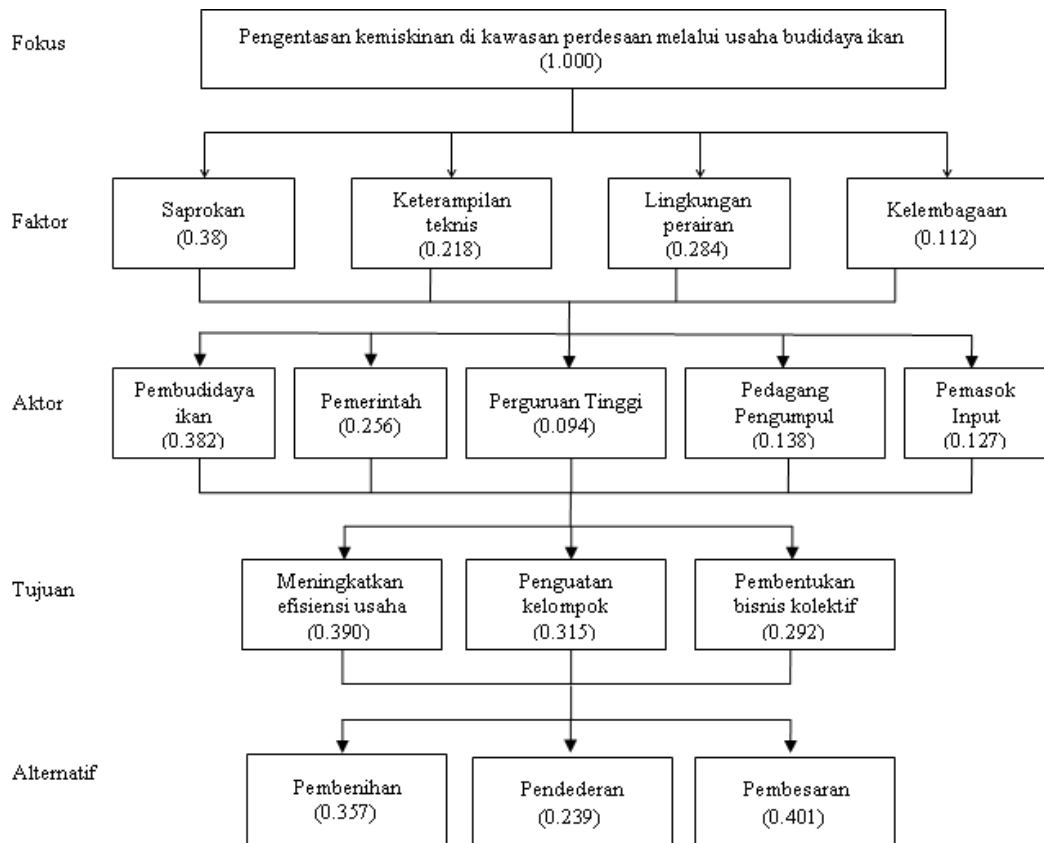 Fokus
Pengentasan kemiskinan di kawasan perdesaan melalui usaha budidaya ikan
(1.000)
Faktor
Saprokan
(0.38)
Keterampilan
teknis
(0.218)
Lingkungan
perairan
(0.284)
Kelembagaan
(0.112)
Aktor
Pembudidaya
ikan
(0.382)
Pemerintah
(0.256)
Perguruan Tinggi
(0.094)
Pedagang
Pengumpul
(0.138)
Pemasok
Input
(0.127)
Tujuan
Meningkatkan
efisiensi usaha
(0.390)
Penguatan
kelompok
(0.315)
Pembentukan
bisnis kolektif
(0.292)
Alternatif
Pembenihan
(0.357)
Pendederan
(0.239)
Pembesaran
(0.401)